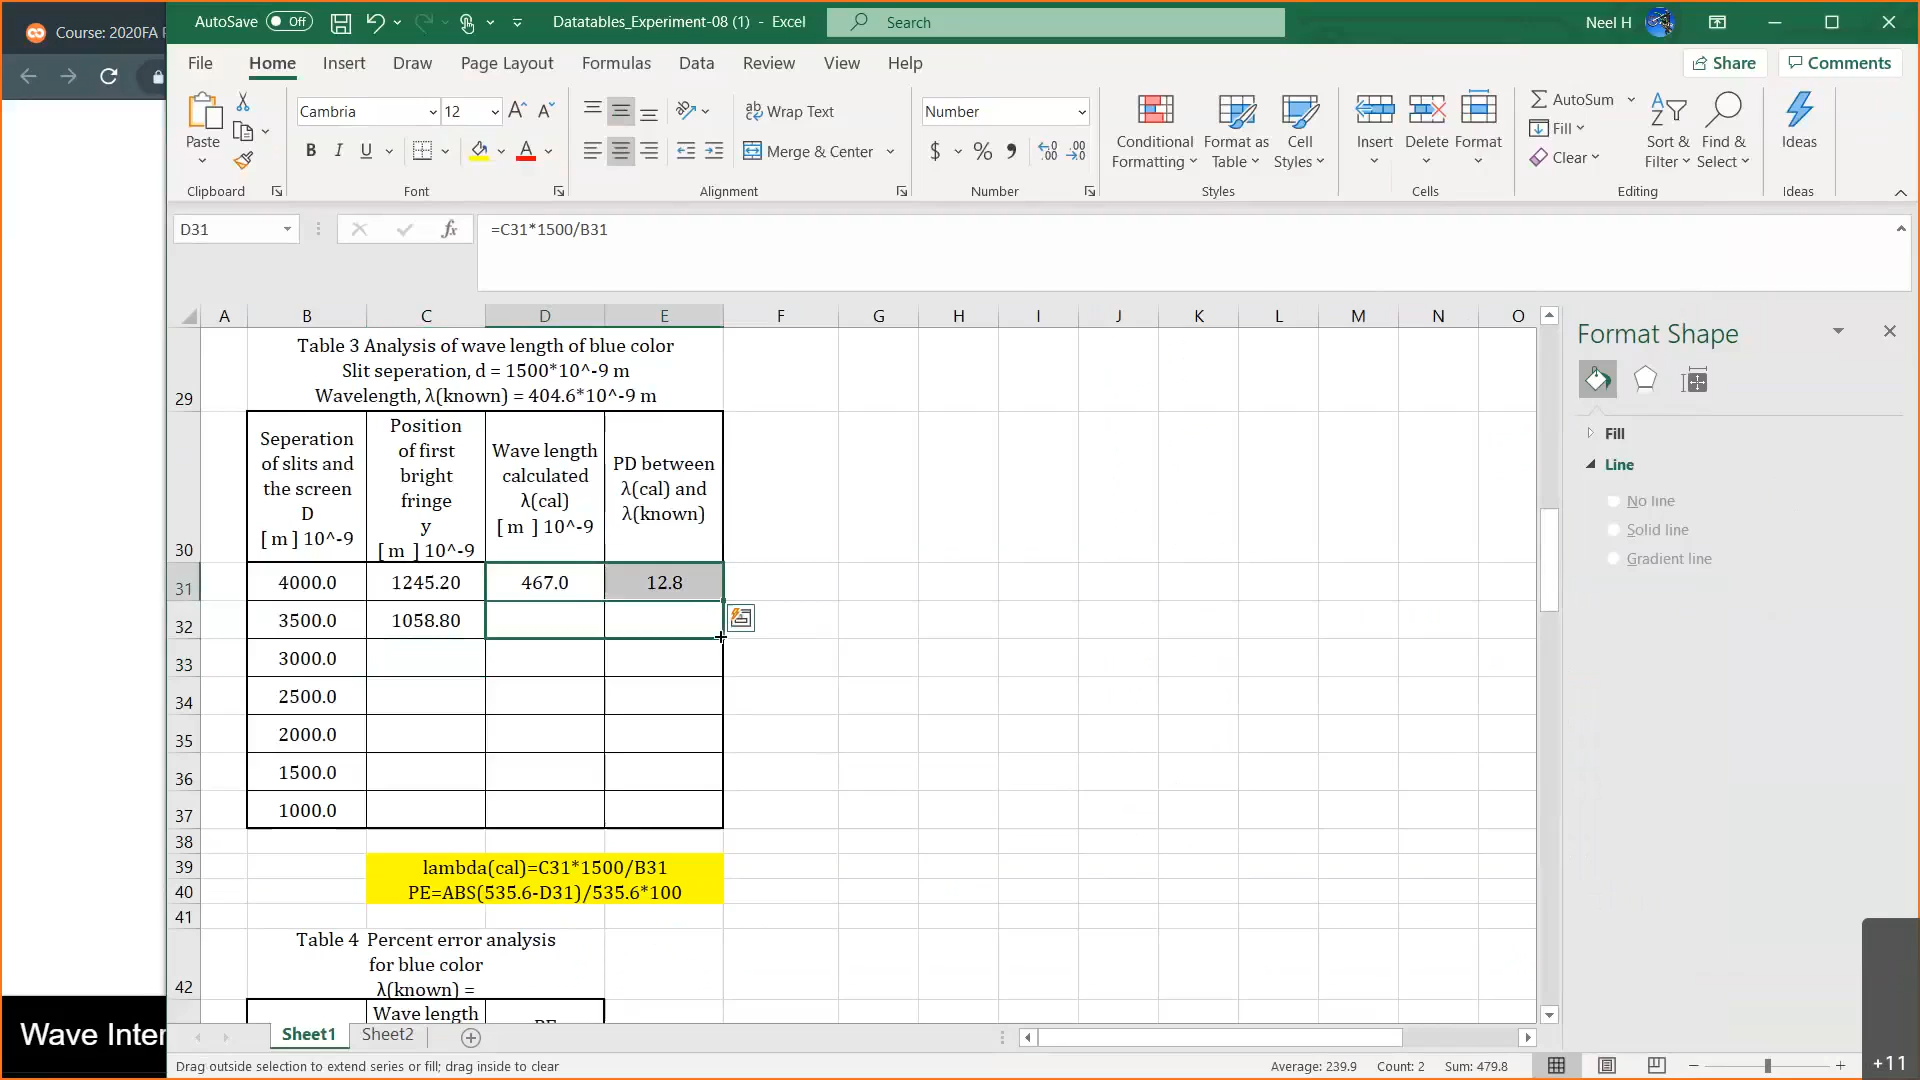 Course: 2020FA
AutoSave Off
Datatables_Experiment-08 (1) - Excel
Search
Neel H
File Home Insert Draw Page Layout Formulas Data Review View Help
Share Comments
Paste
Clipboard
Cambria 12
B I U
Font
Wrap Text
Merge & Center
Alignment
Number
$ % 9
Number
Conditional Formatting
Format as Table
Cell Styles
Styles
Insert Delete Format
Cells
AutoSum
Fill
Clear
Sort & Filter
Find & Select
Editing
Ideas
Ideas
D31
fx
=C31*1500/B31
A B C D E F G H I J K L M N O
29
Table 3 Analysis of wave length of blue color
Slit seperation, d = 1500*10^-9 m
Wavelength, λ(known) = 404.6*10^-9 m
30
Seperation of slits and the screen D [ m ] 10^-9
Position of first bright fringe y [ m ] 10^-9
Wave length calculated λ(cal) [ m ] 10^-9
PD between λ(cal) and λ(known)
31 4000.0 1245.20 467.0 12.8
32 3500.0 1058.80
33 3000.0
34 2500.0
35 2000.0
36 1500.0
37 1000.0
38
39 lambda(cal)=C31*1500/B31
40 PE=ABS(535.6-D31)/535.6*100
41
42
Table 4 Percent error analysis
for blue color
λ(known) =
Wave length
Format Shape
Fill
Line
No line
Solid line
Gradient line
Wave Inter
Sheet1 Sheet2
Drag outside selection to extend series or fill; drag inside to clear
Average: 239.9 Count: 2 Sum: 479.8
+11